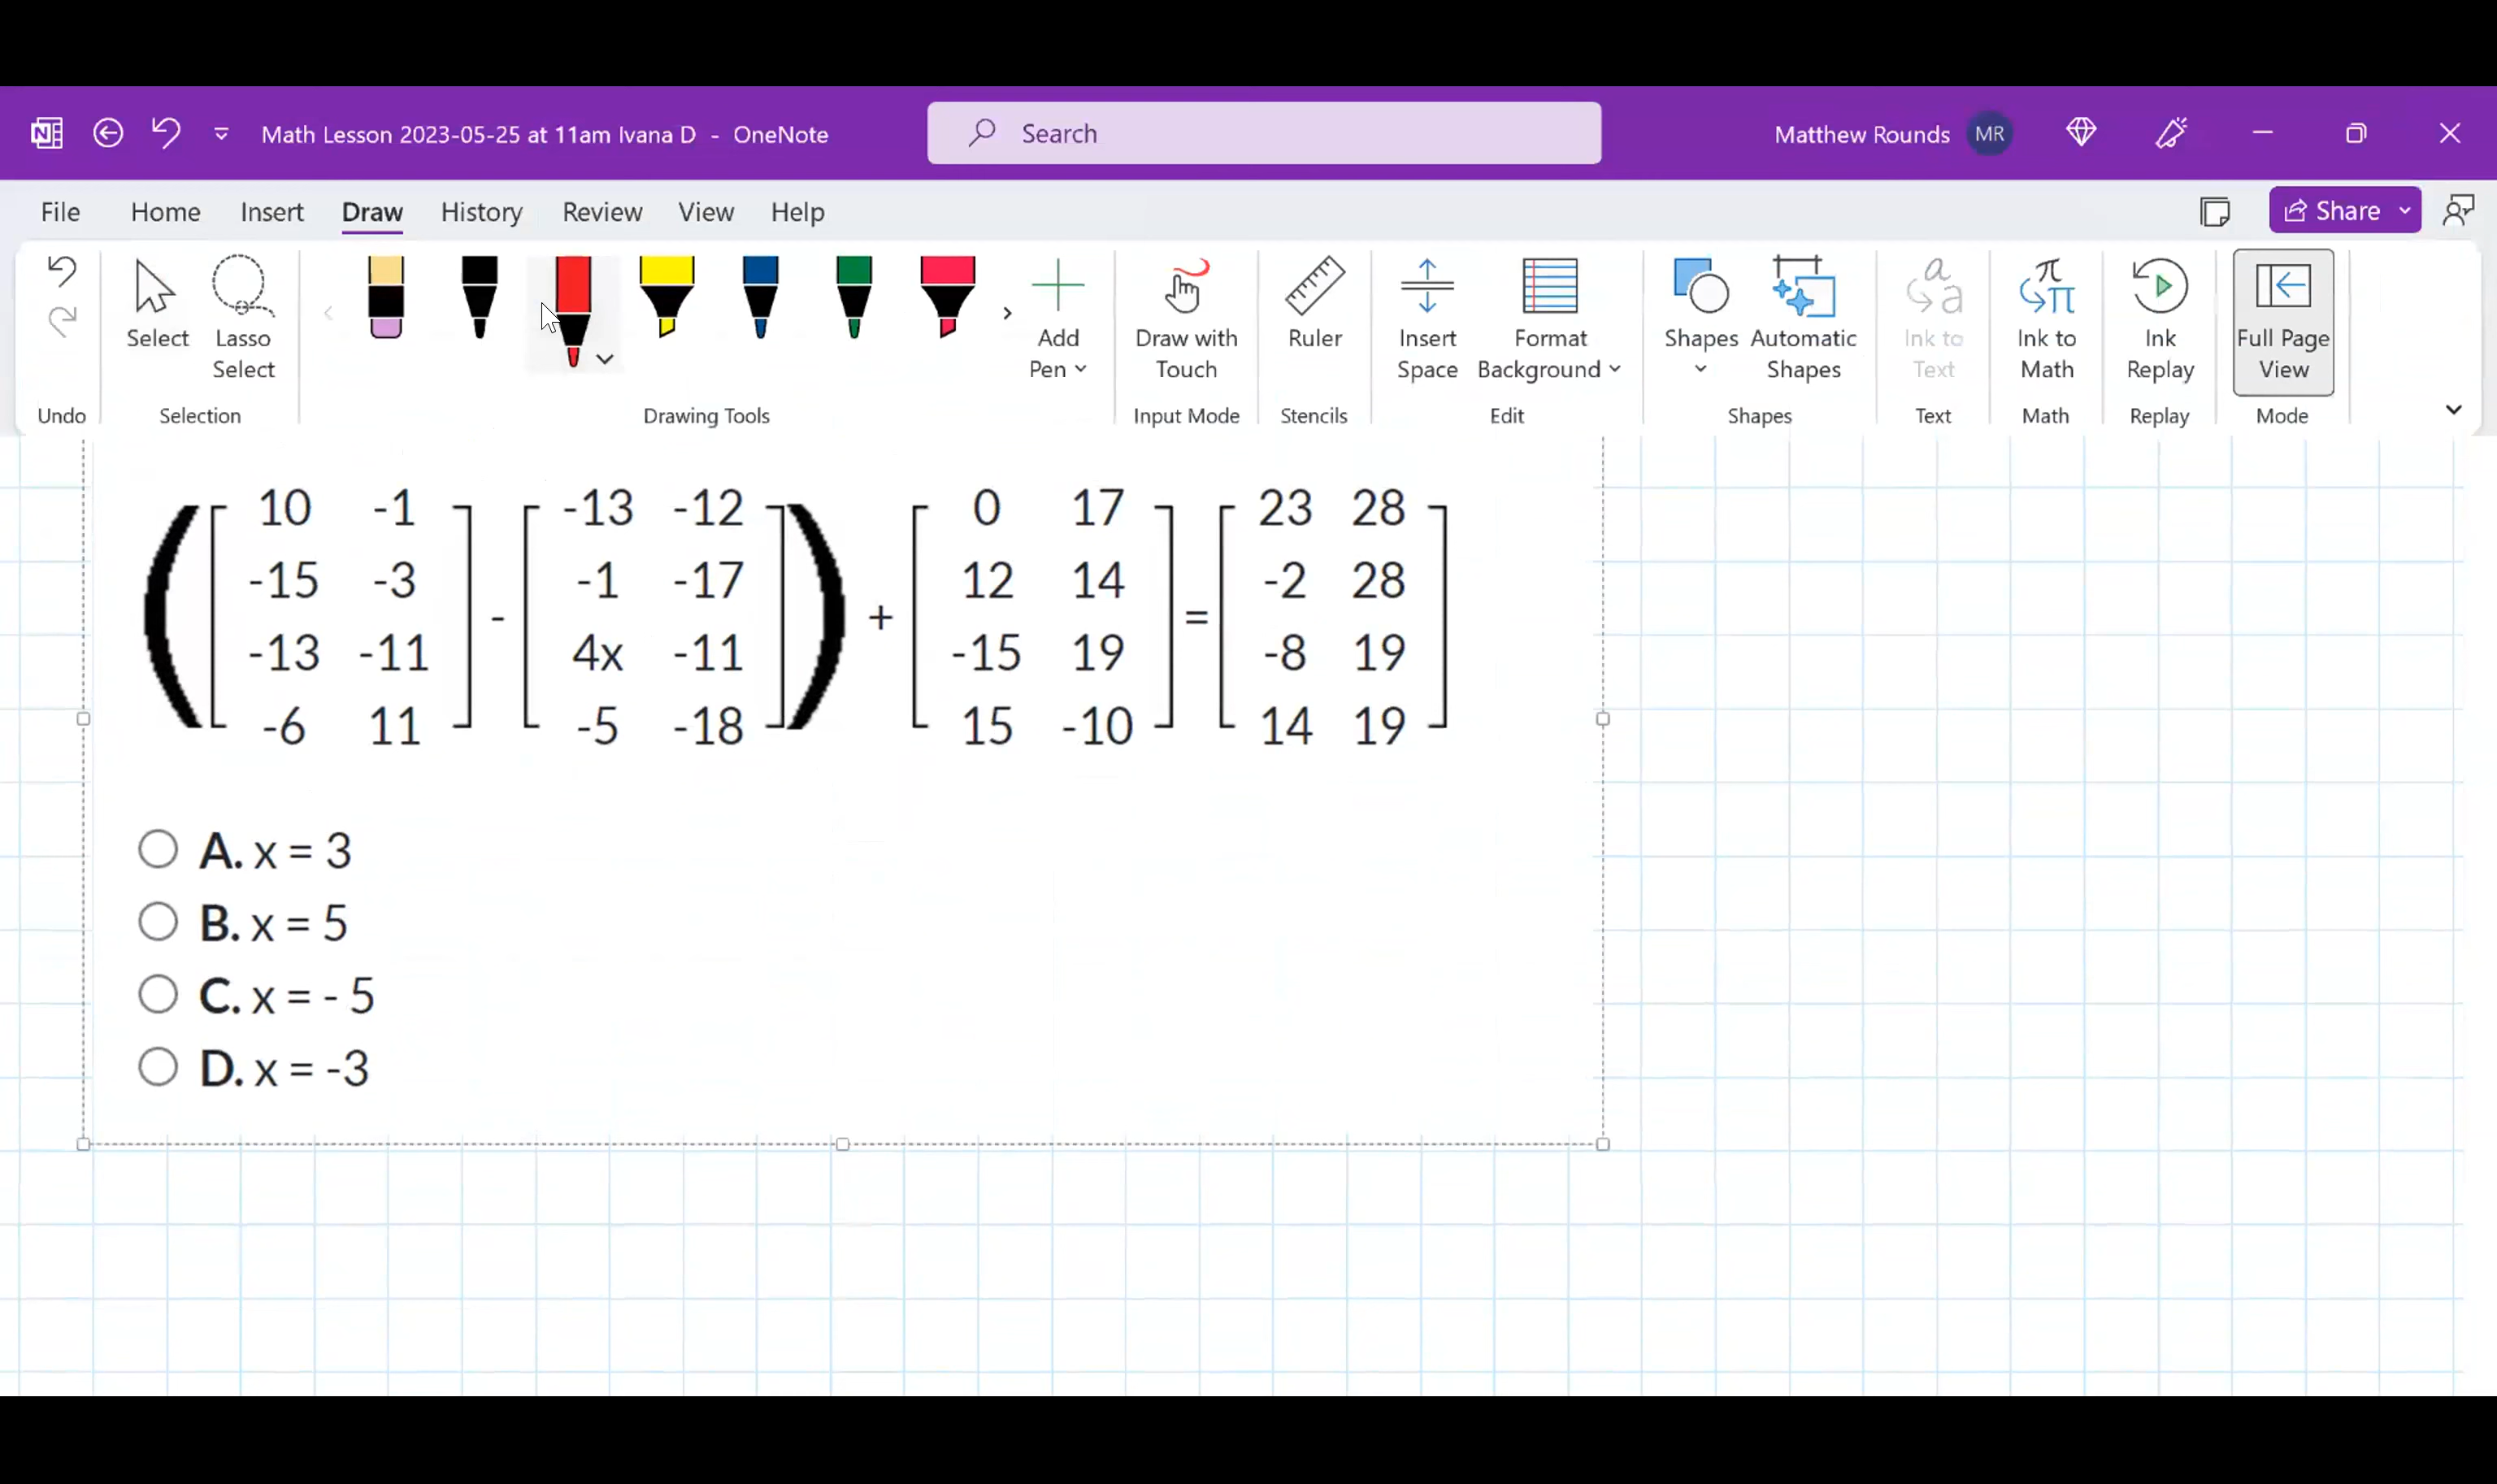 Math Lesson 2023-05-25 at 11am Ivana D - OneNote
Search
Matthew Rounds MR
File Home Insert Draw History Review View Help
Share
Select
Lasso Select
Add Pen
Draw with Touch
Ruler
Insert Space
Format Background
Shapes
Automatic Shapes
Ink to Text
Ink to Math
Ink Replay
Full Page View
Undo Selection Drawing Tools Input Mode Stencils Edit Shapes Text Math Replay Mode
10 -1 -13 -12 0 17 23 28
-15 -3 -1 -17 12 14 -2 28
( [ ] - [ ] ) + [ ] = [ ]
-13 -11 4x -11 -15 19 -8 19
-6 11 -5 -18 15 -10 14 19
A. x = 3
B. x = 5
C. x = - 5
D. x = -3